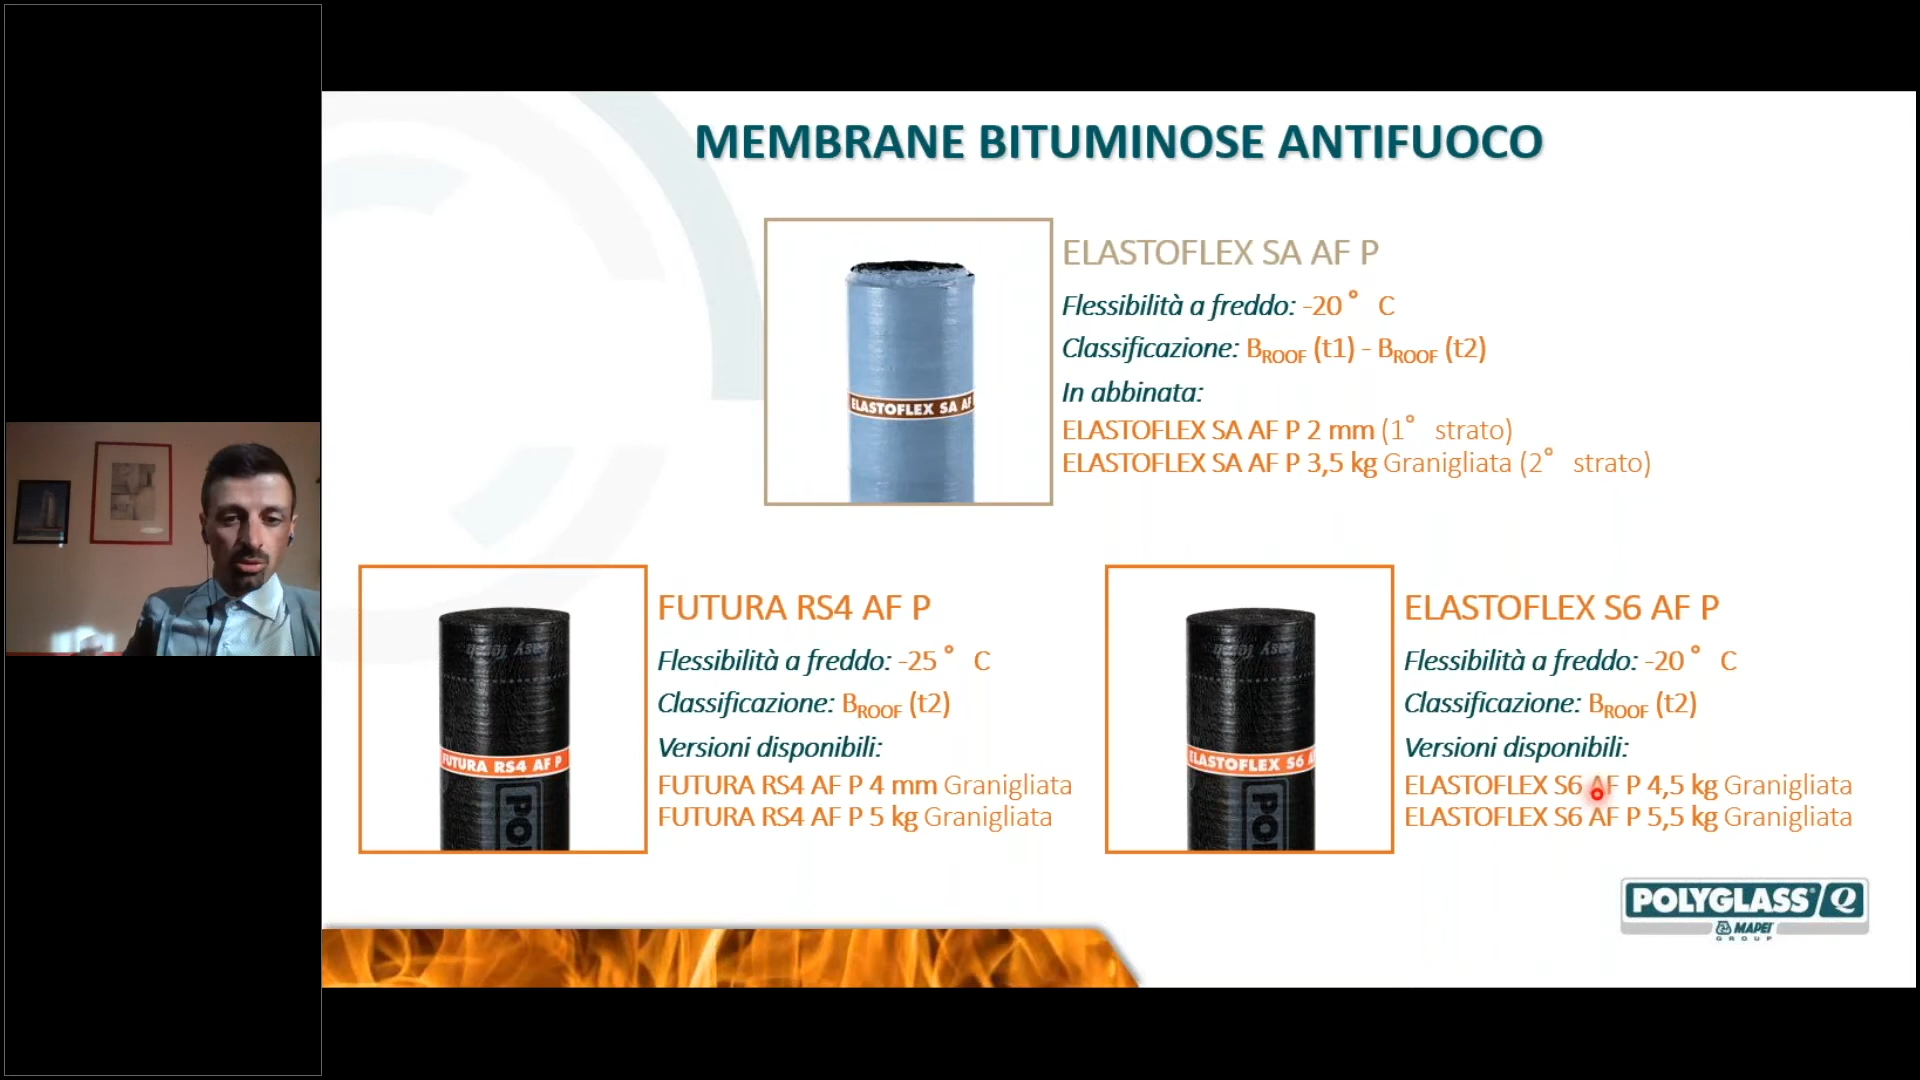 MEMBRANE BITUMINOSE ANTIFUOCO
ELASTOFLEX SA AF P
Flessibilità a freddo: -20° C
Classificazione: BROOF (t1) - BROOF (t2)
In abbinata:
ELASTOFLEX SA AF P 2 mm (1° strato)
ELASTOFLEX SA AF P 3,5 kg Granigliata (2° strato)
ELASTOFLEX SA AF
FUTURA RS4 AF P
Flessibilità a freddo: -25° C
Classificazione: BROOF (t2)
Versioni disponibili:
FUTURA RS4 AF P 4 mm Granigliata
FUTURA RS4 AF P 5 kg Granigliata
FUTURA RS4 AF P
POL
ELASTOFLEX S6 AF P
Flessibilità a freddo: -20° C
Classificazione: BROOF (t2)
Versioni disponibili:
ELASTOFLEX S6 AF P 4,5 kg Granigliata
ELASTOFLEX S6 AF P 5,5 kg Granigliata
ELASTOFLEX S6 A
POL
POLYGLASS® Q
MAPEI
GROUP